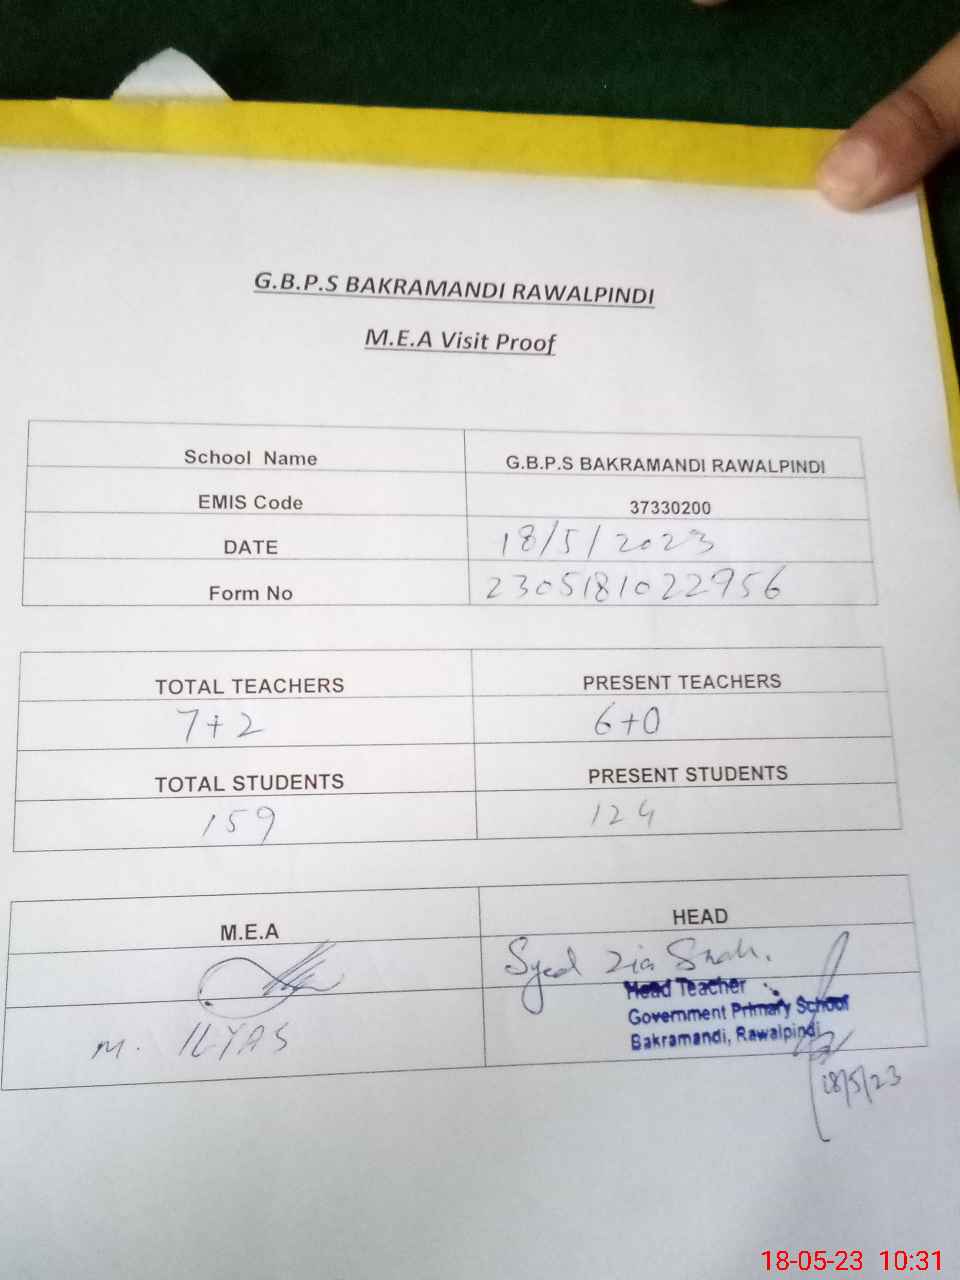 G.B.P.S BAKRAMANDI RAWALPINDI
M.E.A Visit Proof
School Name G.B.P.S BAKRAMANDI RAWALPINDI
EMIS Code 37330200
DATE 18/5/2023
Form No 2305181022956
TOTAL TEACHERS PRESENT TEACHERS
7+2 6+0
TOTAL STUDENTS PRESENT STUDENTS
159 124
M.E.A HEAD
Syed Zia Shah.
Head Teacher
Government Primary School
Bakramandi, Rawalpindi
M. ILYAS
18/5/23
18-05-23 10:31